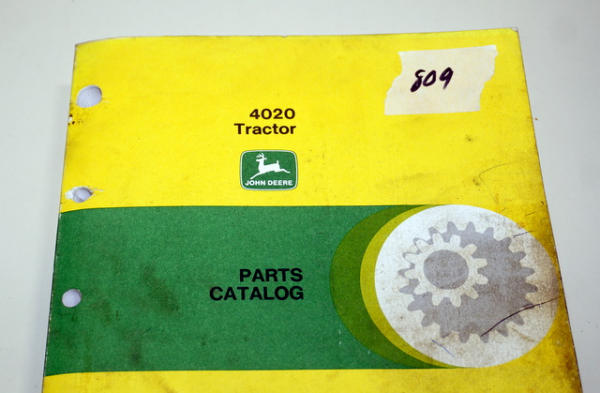 809
4020
Tractor
JOHN DEERE
PARTS
CATALOG